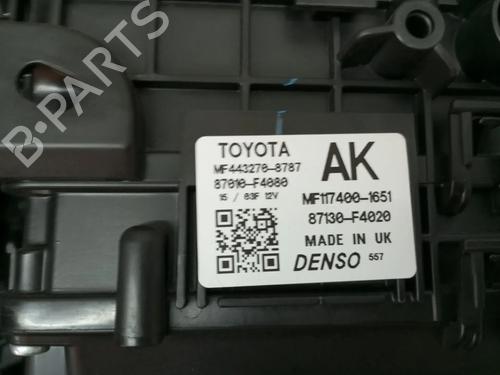 TOYOTA
AK
MF443270-8787
87010-F4080
15 / 03F 12V
MF117400-1651
87130-F4020
MADE IN UK
DENSO 557
B-PARTS